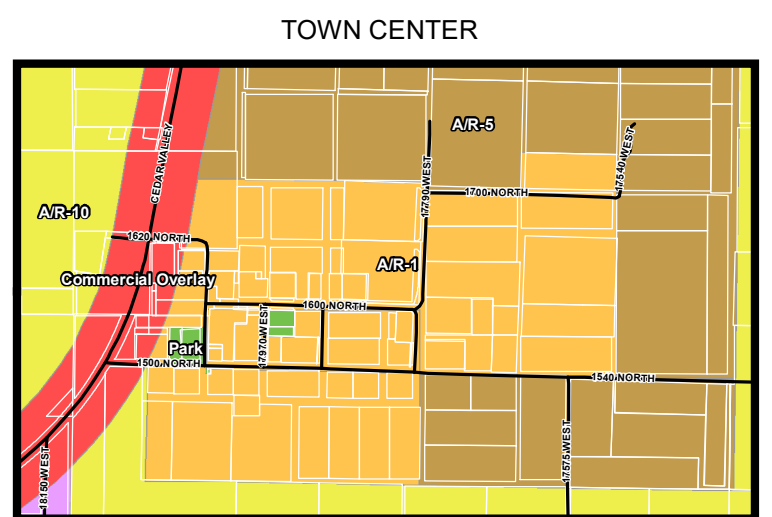 TOWN CENTER
CEDAR VALLEY
A/R-5
17540 WEST
17790 WEST
1700 NORTH
A/R-10
1620 NORTH
A/R-1
Commercial Overlay
1600 NORTH
17970 WEST
Park
1500 NORTH
1540 NORTH
17575 WEST
18150 WEST